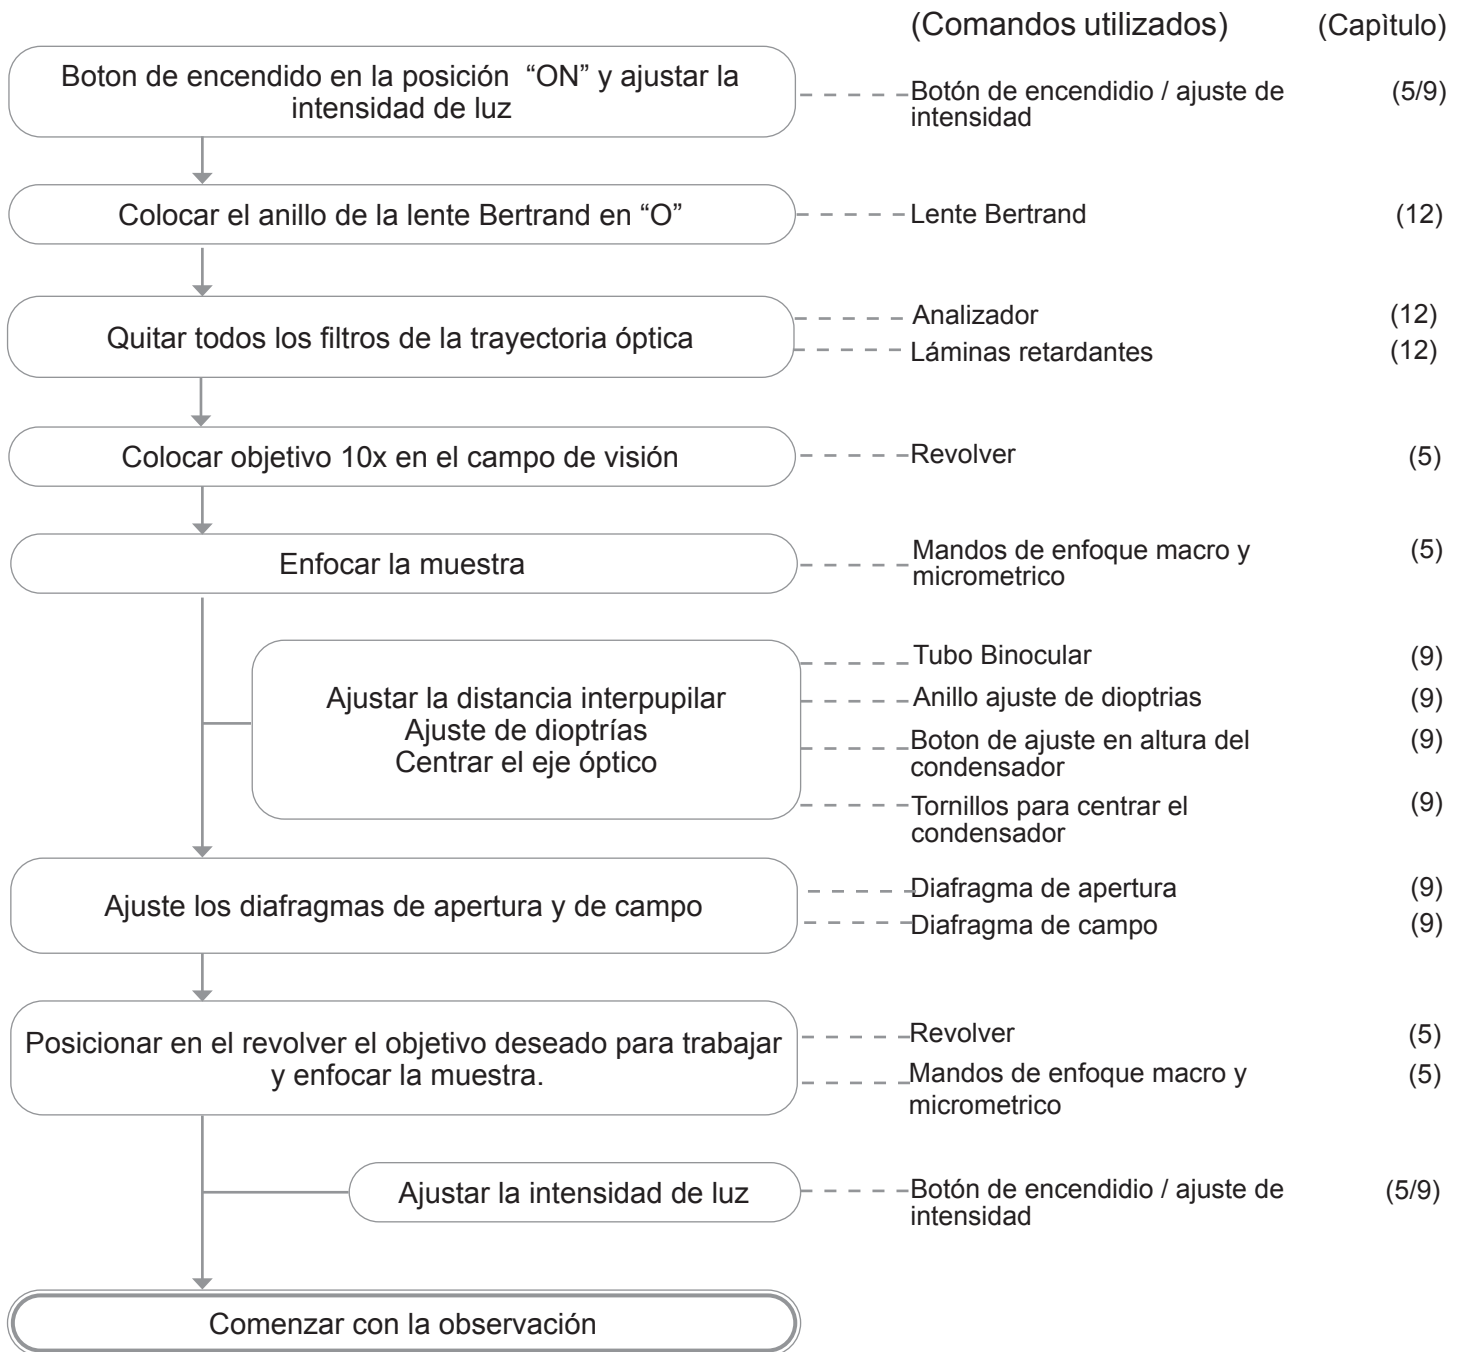 (Comandos utilizados) (Capìtulo)
Boton de encendido en la posición “ON” y ajustar la
intensidad de luz
Botón de encendidio / ajuste de
intensidad
(5/9)
Colocar el anillo de la lente Bertrand en “O”
Lente Bertrand (12)
Quitar todos los filtros de la trayectoria óptica
Analizador (12)
Láminas retardantes (12)
Colocar objetivo 10x en el campo de visión
Revolver (5)
Enfocar la muestra
Mandos de enfoque macro y
micrometrico
(5)
Ajustar la distancia interpupilar
Ajuste de dioptrías
Centrar el eje óptico
Tubo Binocular (9)
Anillo ajuste de dioptrias (9)
Boton de ajuste en altura del
condensador
(9)
Tornillos para centrar el
condensador
(9)
Ajuste los diafragmas de apertura y de campo
Diafragma de apertura (9)
Diafragma de campo (9)
Posicionar en el revolver el objetivo deseado para trabajar
y enfocar la muestra.
Revolver (5)
Mandos de enfoque macro y
micrometrico
(5)
Ajustar la intensidad de luz
Botón de encendidio / ajuste de
intensidad
(5/9)
Comenzar con la observación